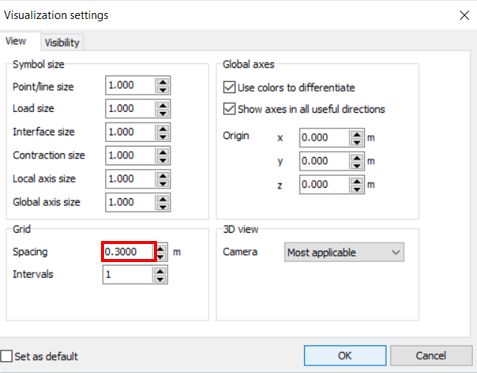 Visualization settings
View Visibility
Symbol size
Point/line size 1.000
Load size 1.000
Interface size 1.000
Contraction size 1.000
Local axis size 1.000
Global axis size 1.000
Global axes
Use colors to differentiate
Show axes in all useful directions
Origin x 0.000 m
y 0.000 m
z 0.000 m
Grid
Spacing 0.3000 m
Intervals 1
3D view
Camera Most applicable
Set as default
OK Cancel